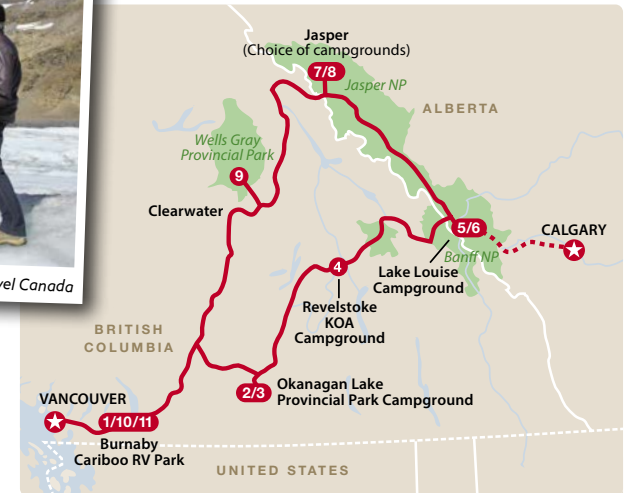 Jasper
(Choice of campgrounds)
7/8
Jasper NP
ALBERTA
Wells Gray
Provincial Park
9
Clearwater
5/6
CALGARY
Banff NP
Lake Louise
Campground
4
Revelstoke
KOA
Campground
vel Canada
BRITISH
COLUMBIA
Okanagan Lake
Provincial Park Campground
2/3
VANCOUVER
1/10/11
Burnaby
Cariboo RV Park
UNITED STATES